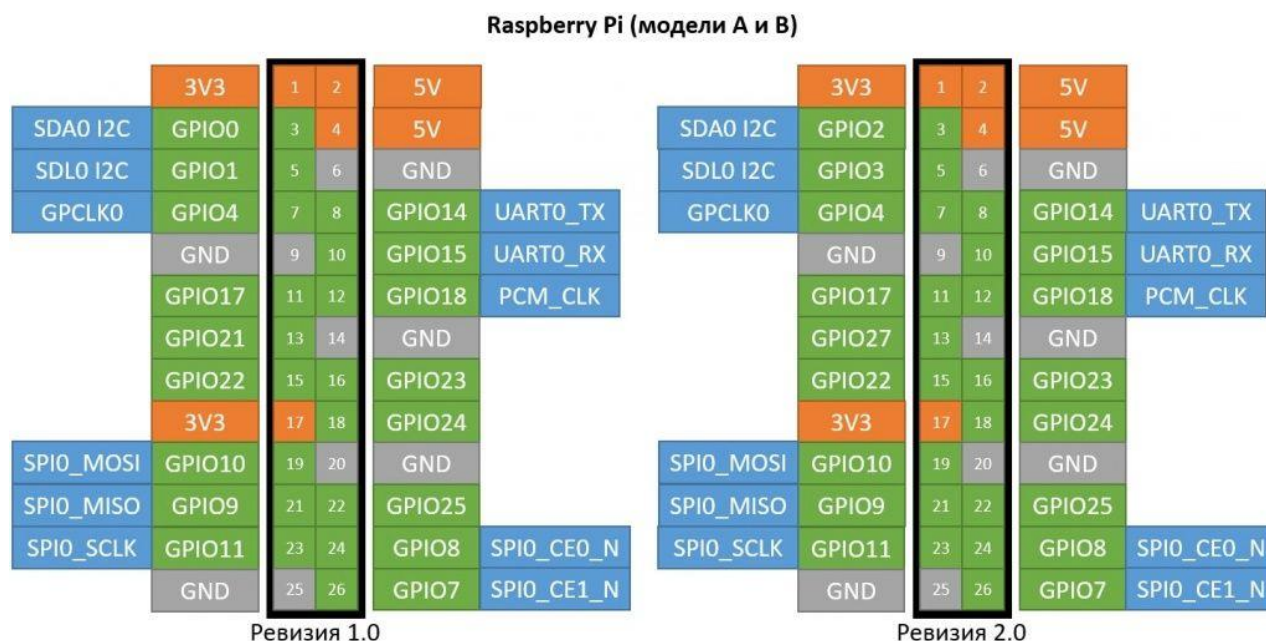 Raspberry Pi (модели А и В)
3V3 1 2 5V
SDA0 I2C GPIO0 3 4 5V
SDL0 I2C GPIO1 5 6 GND
GPCLK0 GPIO4 7 8 GPIO14 UART0_TX
GND 9 10 GPIO15 UART0_RX
GPIO17 11 12 GPIO18 PCM_CLK
GPIO21 13 14 GND
GPIO22 15 16 GPIO23
3V3 17 18 GPIO24
SPI0_MOSI GPIO10 19 20 GND
SPI0_MISO GPIO9 21 22 GPIO25
SPI0_SCLK GPIO11 23 24 GPIO8 SPI0_CE0_N
GND 25 26 GPIO7 SPI0_CE1_N
Ревизия 1.0
3V3 1 2 5V
SDA0 I2C GPIO2 3 4 5V
SDL0 I2C GPIO3 5 6 GND
GPCLK0 GPIO4 7 8 GPIO14 UART0_TX
GND 9 10 GPIO15 UART0_RX
GPIO17 11 12 GPIO18 PCM_CLK
GPIO27 13 14 GND
GPIO22 15 16 GPIO23
3V3 17 18 GPIO24
SPI0_MOSI GPIO10 19 20 GND
SPI0_MISO GPIO9 21 22 GPIO25
SPI0_SCLK GPIO11 23 24 GPIO8 SPI0_CE0_N
GND 25 26 GPIO7 SPI0_CE1_N
Ревизия 2.0